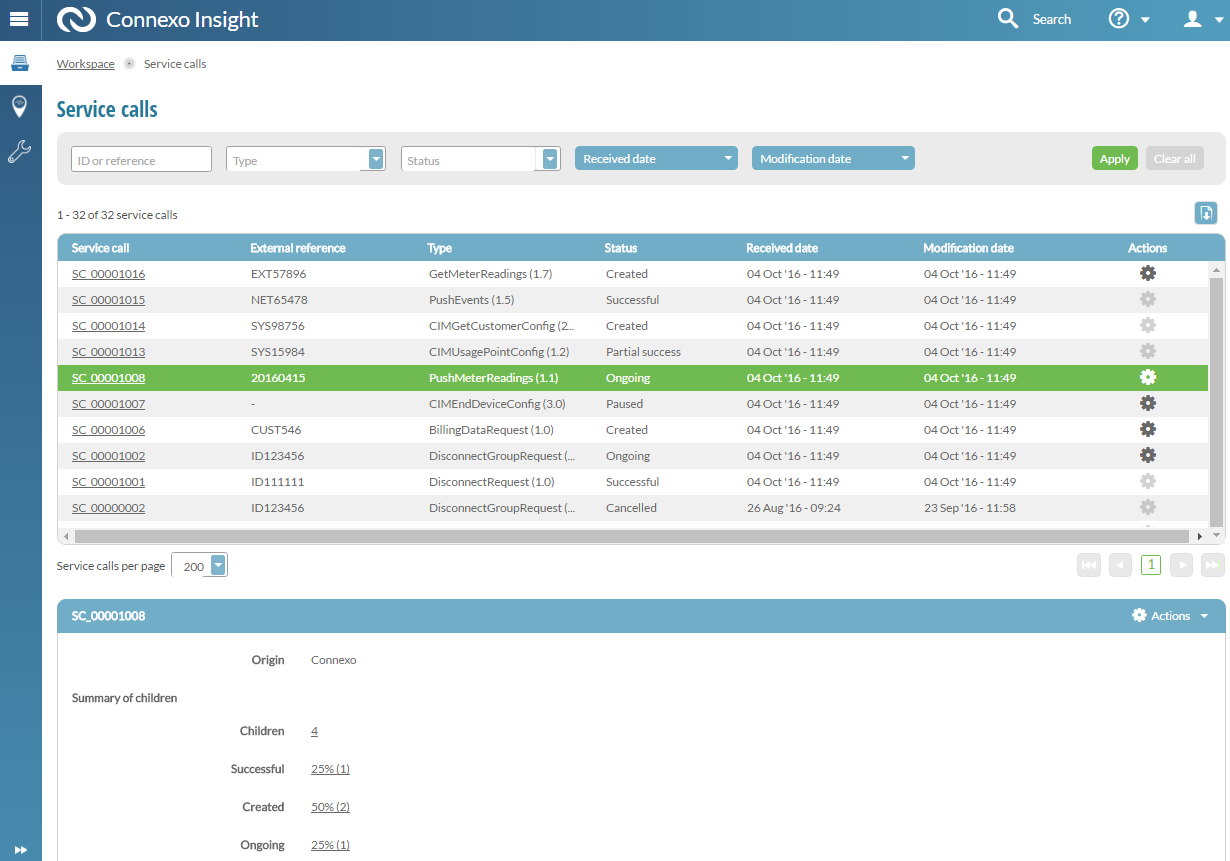 Connexo Insight Search
Workspace Service calls
Service calls
ID or reference Type Status Received date Modification date Apply Clear all
1 - 32 of 32 service calls
Service call External reference Type Status Received date Modification date Actions
SC_00001016 EXT57896 GetMeterReadings (1.7) Created 04 Oct '16 - 11:49 04 Oct '16 - 11:49
SC_00001015 NET65478 PushEvents (1.5) Successful 04 Oct '16 - 11:49 04 Oct '16 - 11:49
SC_00001014 SYS98756 CIMGetCustomerConfig (2... Created 04 Oct '16 - 11:49 04 Oct '16 - 11:49
SC_00001013 SYS15984 CIMUsagePointConfig (1.2) Partial success 04 Oct '16 - 11:49 04 Oct '16 - 11:49
SC_00001008 20160415 PushMeterReadings (1.1) Ongoing 04 Oct '16 - 11:49 04 Oct '16 - 11:49
SC_00001007 - CIMEndDeviceConfig (3.0) Paused 04 Oct '16 - 11:49 04 Oct '16 - 11:49
SC_00001006 CUST546 BillingDataRequest (1.0) Created 04 Oct '16 - 11:49 04 Oct '16 - 11:49
SC_00001002 ID123456 DisconnectGroupRequest (... Ongoing 04 Oct '16 - 11:49 04 Oct '16 - 11:49
SC_00001001 ID111111 DisconnectRequest (1.0) Successful 04 Oct '16 - 11:49 04 Oct '16 - 11:49
SC_00000002 ID123456 DisconnectGroupRequest (... Cancelled 26 Aug '16 - 09:24 23 Sep '16 - 11:58
Service calls per page 200 1
SC_00001008 Actions
Origin Connexo
Summary of children
Children 4
Successful 25% (1)
Created 50% (2)
Ongoing 25% (1)